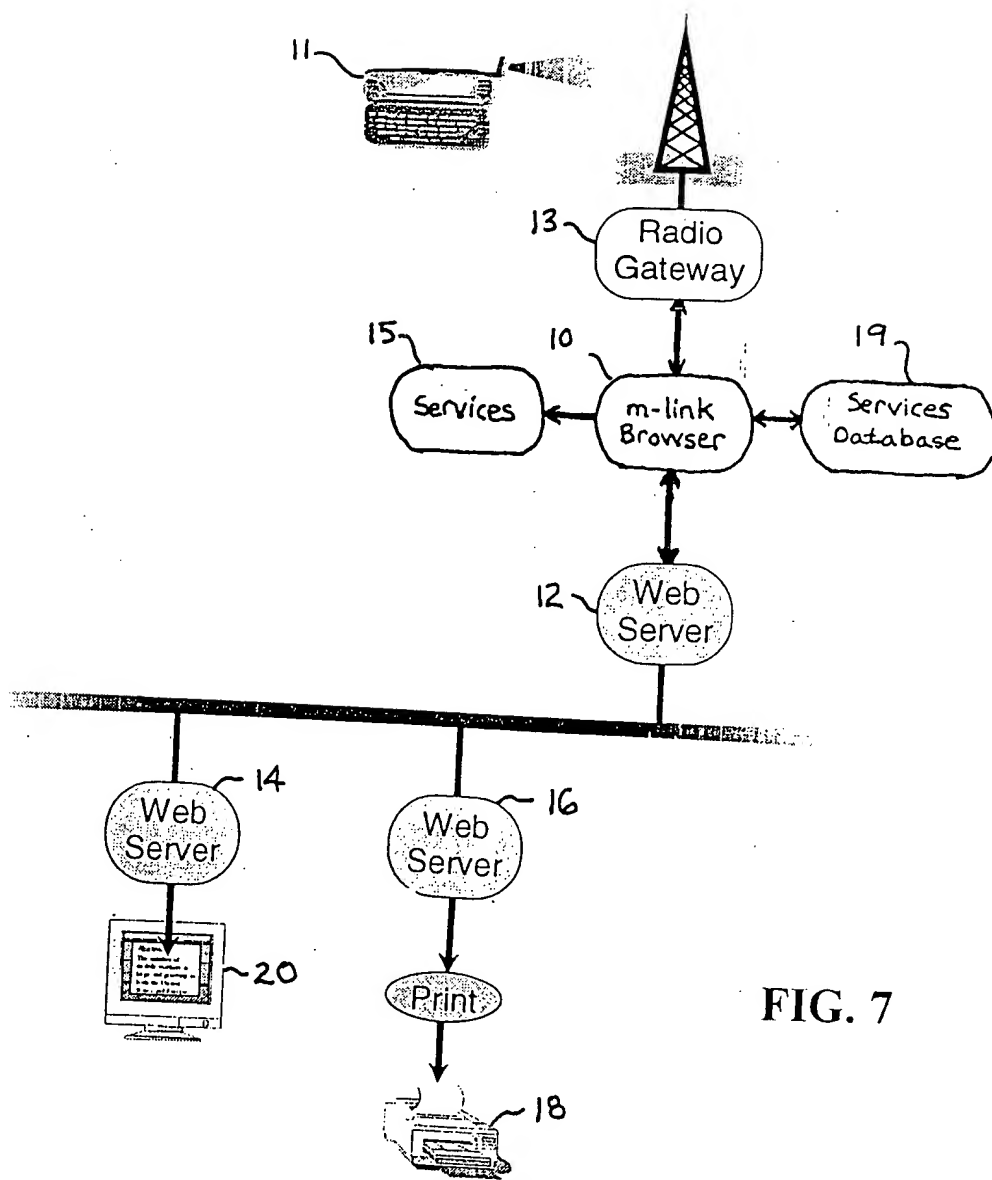 11
13
Radio
Gateway
15
10
19
Services
m-link
Browser
Services
Database
12
Web
Server
14
Web
Server
16
Web
Server
20
Print
FIG. 7
18